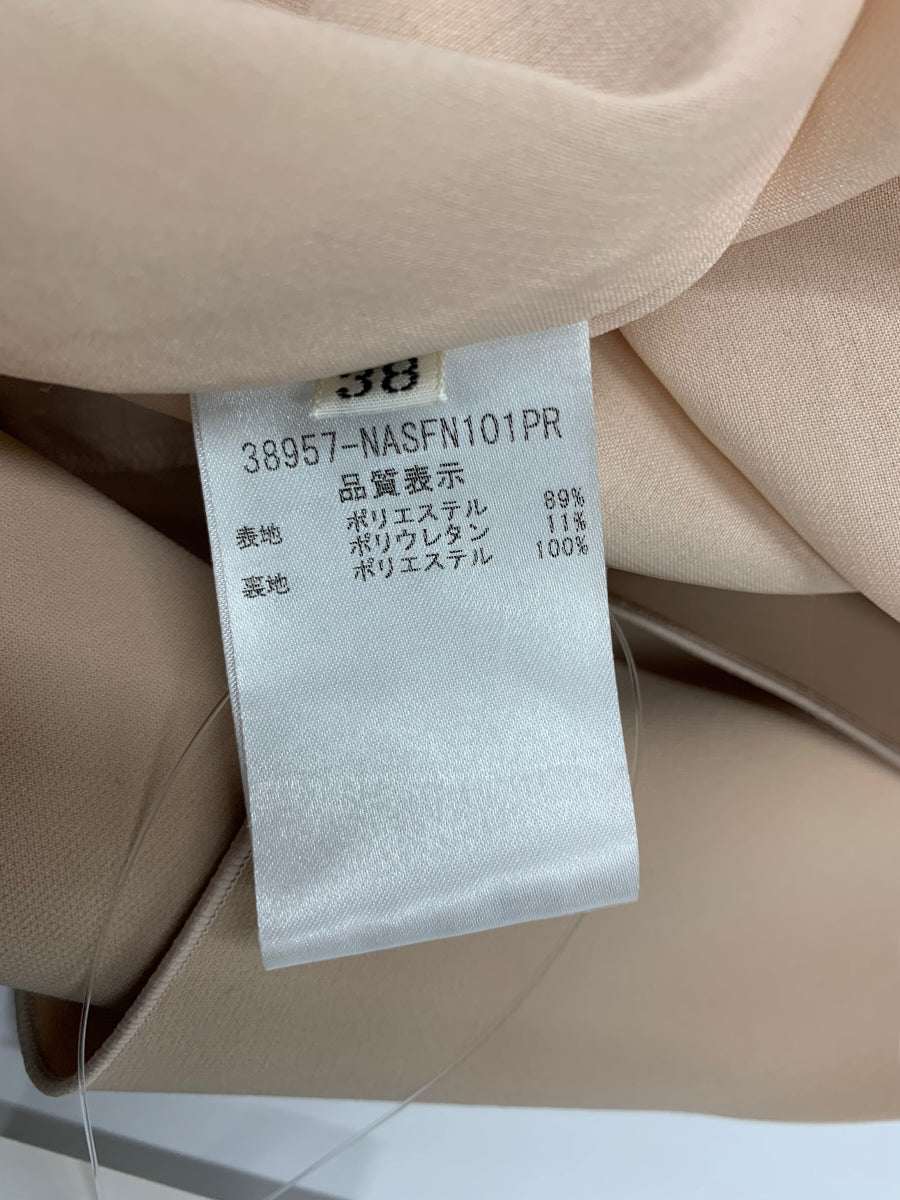 38
38957-NASFN101PR
品質表示
表地 ポリエステル 89%
ポリウレタン 11%
裏地 ポリエステル 100%